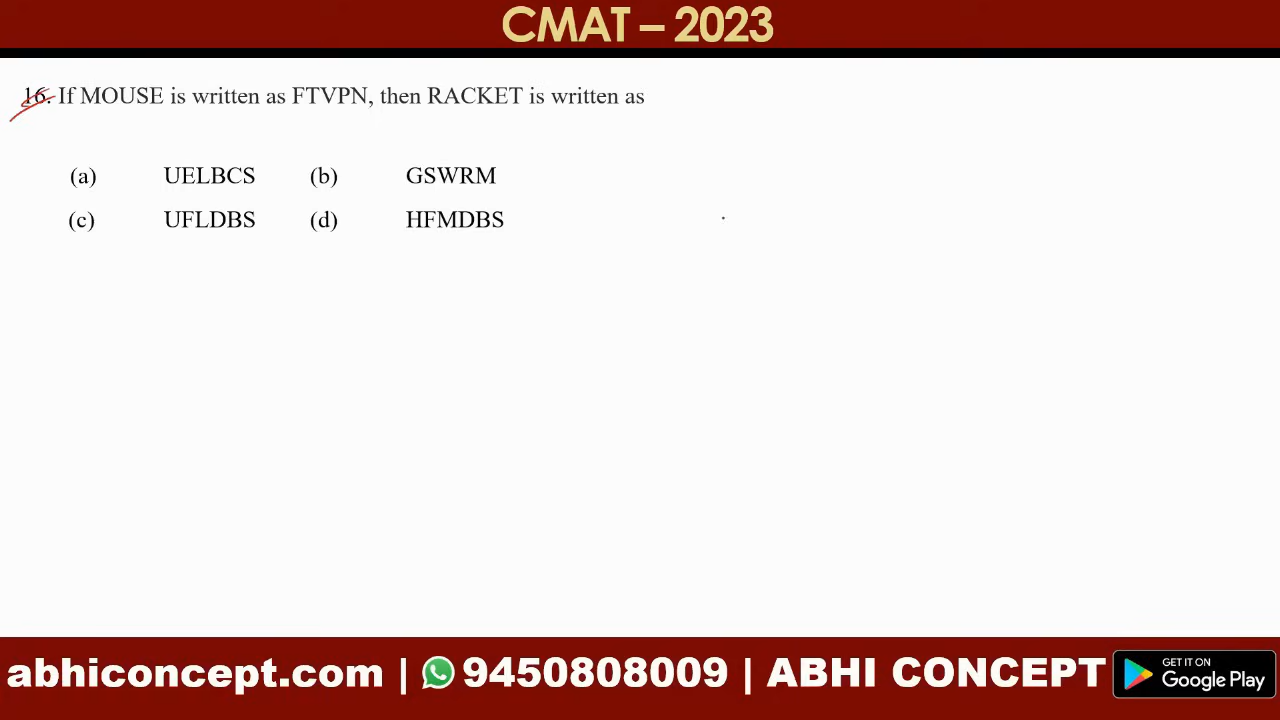 CMAT – 2023
16. If MOUSE is written as FTVPN, then RACKET is written as
(a) UELBCS (b) GSWRM
(c) UFLDBS (d) HFMDBS
abhiconcept.com | 9450808009 | ABHI CONCEPT GET IT ON Google Play